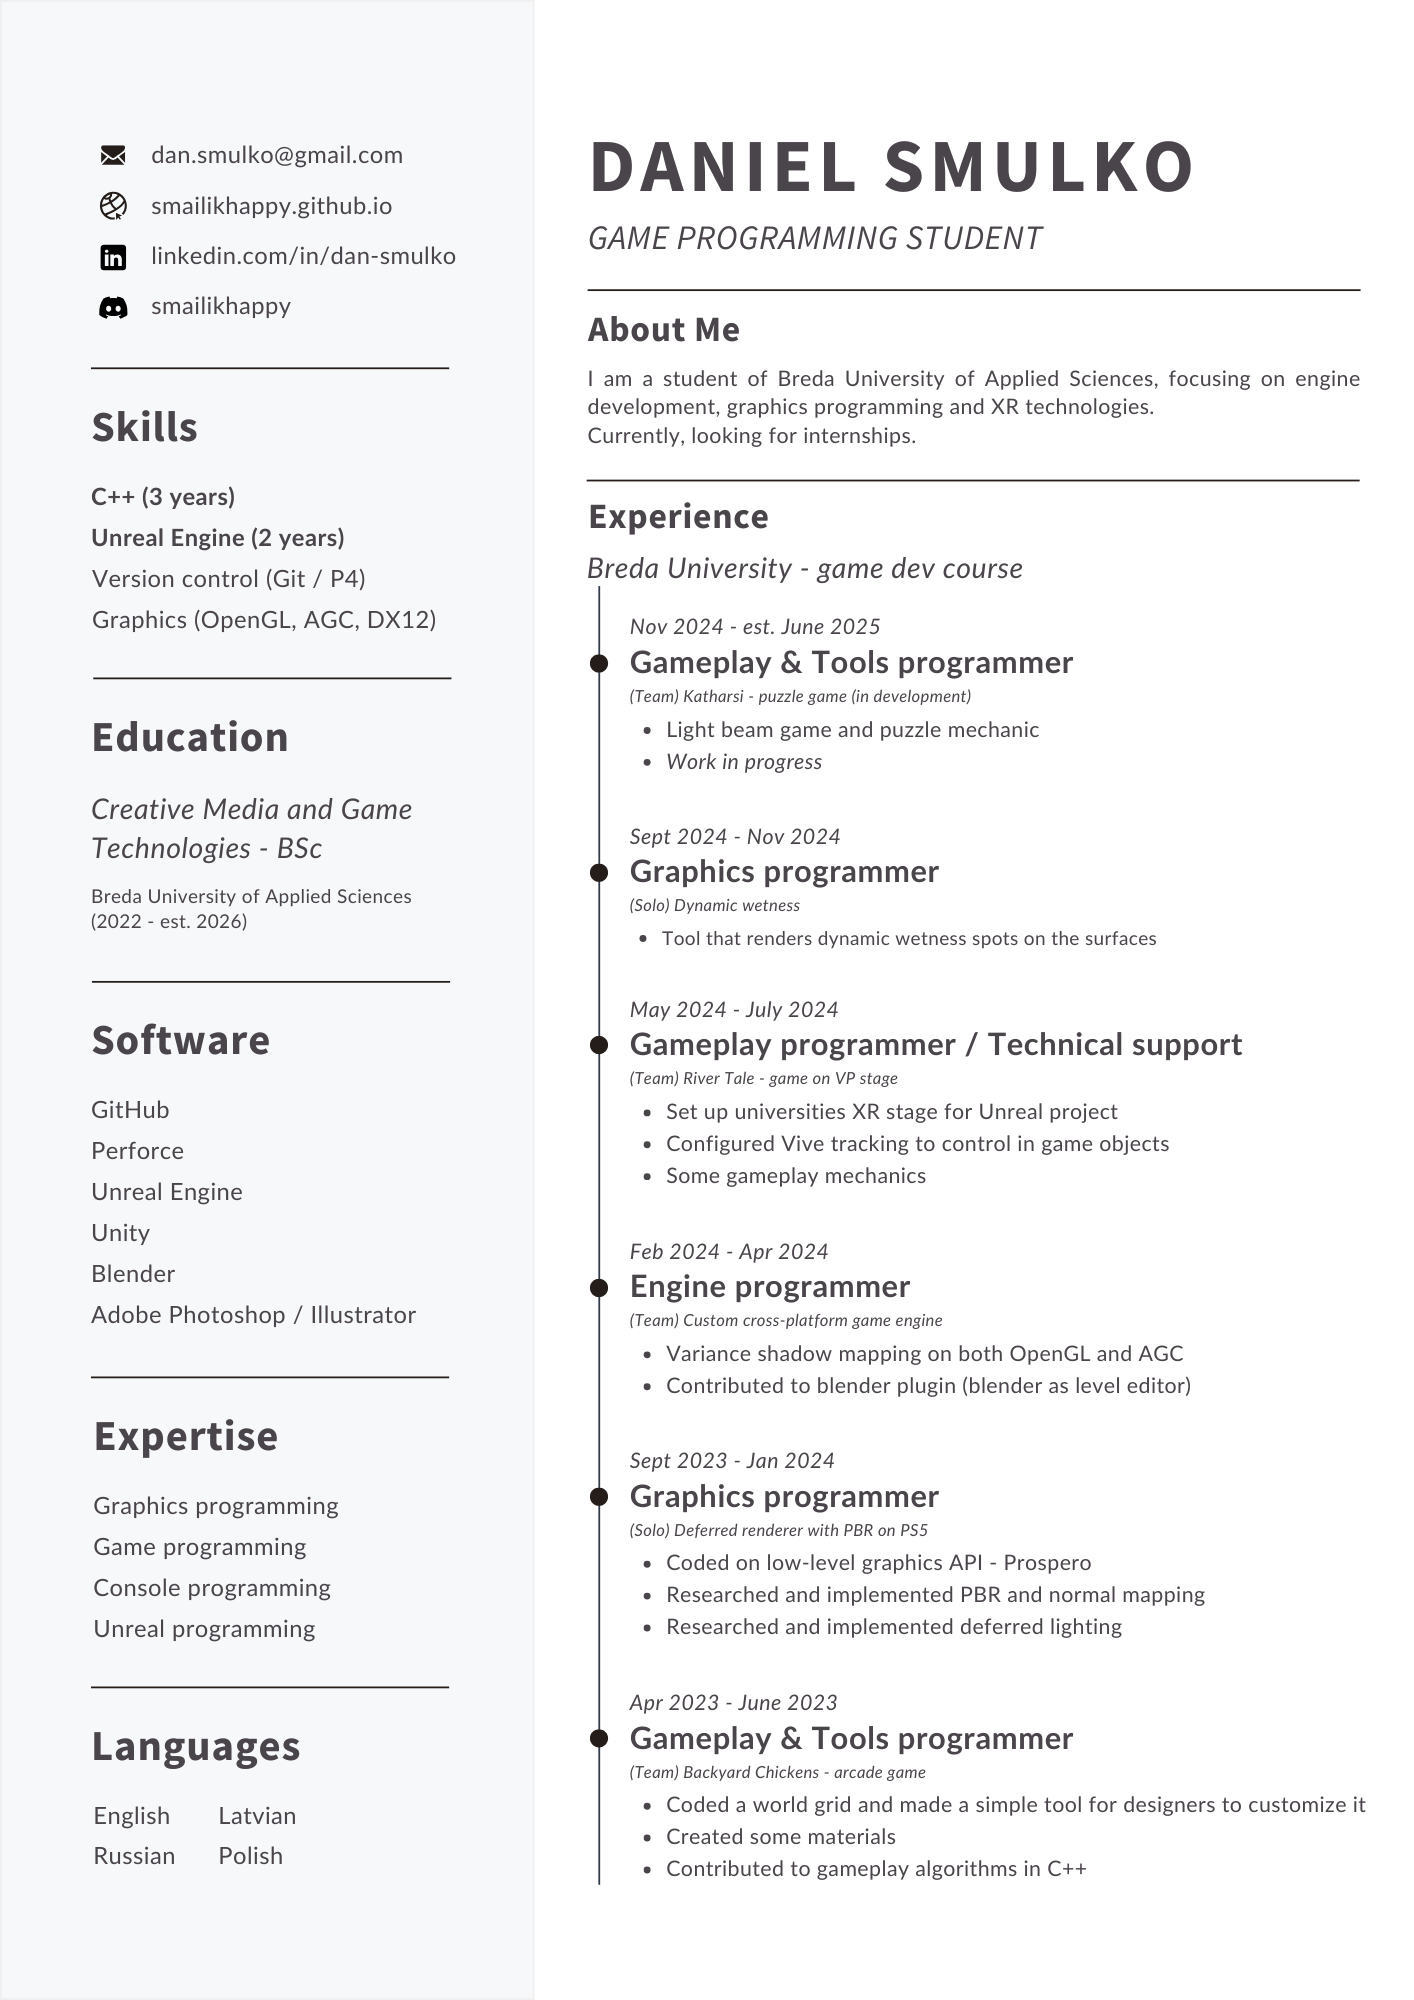 dan.smulko@gmail.com
smailikhappy.github.io
linkedin.com/in/dan-smulko
smailikhappy
Skills
C++ (3 years)
Unreal Engine (2 years)
Version control (Git / P4)
Graphics (OpenGL, AGC, DX12)
Education
Creative Media and Game
Technologies - BSc
Breda University of Applied Sciences
(2022 - est. 2026)
Software
GitHub
Perforce
Unreal Engine
Unity
Blender
Adobe Photoshop / Illustrator
Expertise
Graphics programming
Game programming
Console programming
Unreal programming
Languages
English Latvian
Russian Polish
DANIEL SMULKO
GAME PROGRAMMING STUDENT
About Me
I am a student of Breda University of Applied Sciences, focusing on engine
development, graphics programming and XR technologies.
Currently, looking for internships.
Experience
Breda University - game dev course
Nov 2024 - est. June 2025
Gameplay & Tools programmer
(Team) Katharsi - puzzle game (in development)
• Light beam game and puzzle mechanic
• Work in progress
Sept 2024 - Nov 2024
Graphics programmer
(Solo) Dynamic wetness
• Tool that renders dynamic wetness spots on the surfaces
May 2024 - July 2024
Gameplay programmer / Technical support
(Team) River Tale - game on VP stage
• Set up universities XR stage for Unreal project
• Configured Vive tracking to control in game objects
• Some gameplay mechanics
Feb 2024 - Apr 2024
Engine programmer
(Team) Custom cross-platform game engine
• Variance shadow mapping on both OpenGL and AGC
• Contributed to blender plugin (blender as level editor)
Sept 2023 - Jan 2024
Graphics programmer
(Solo) Deferred renderer with PBR on PS5
• Coded on low-level graphics API - Prospero
• Researched and implemented PBR and normal mapping
• Researched and implemented deferred lighting
Apr 2023 - June 2023
Gameplay & Tools programmer
(Team) Backyard Chickens - arcade game
• Coded a world grid and made a simple tool for designers to customize it
• Created some materials
• Contributed to gameplay algorithms in C++